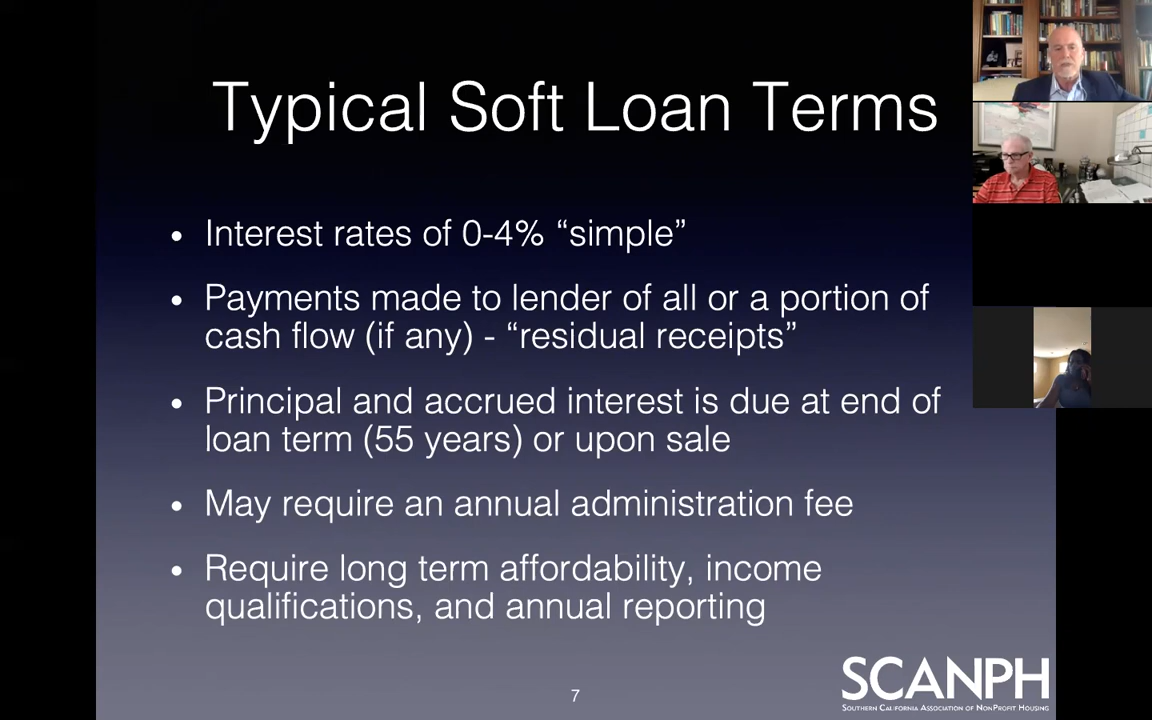 Typical Soft Loan Terms
• Interest rates of 0-4% “simple”
• Payments made to lender of all or a portion of
cash flow (if any) - “residual receipts”
• Principal and accrued interest is due at end of
loan term (55 years) or upon sale
• May require an annual administration fee
• Require long term affordability, income
qualifications, and annual reporting
SCANPH
SOUTHERN CALIFORNIA ASSOCIATION OF NONPROFIT HOUSING
7